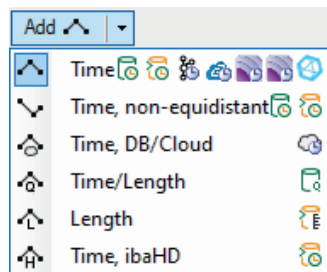 Add
Time
Time, non-equidistant
Time, DB/Cloud
Time/Length
Length
Time, ibaHD